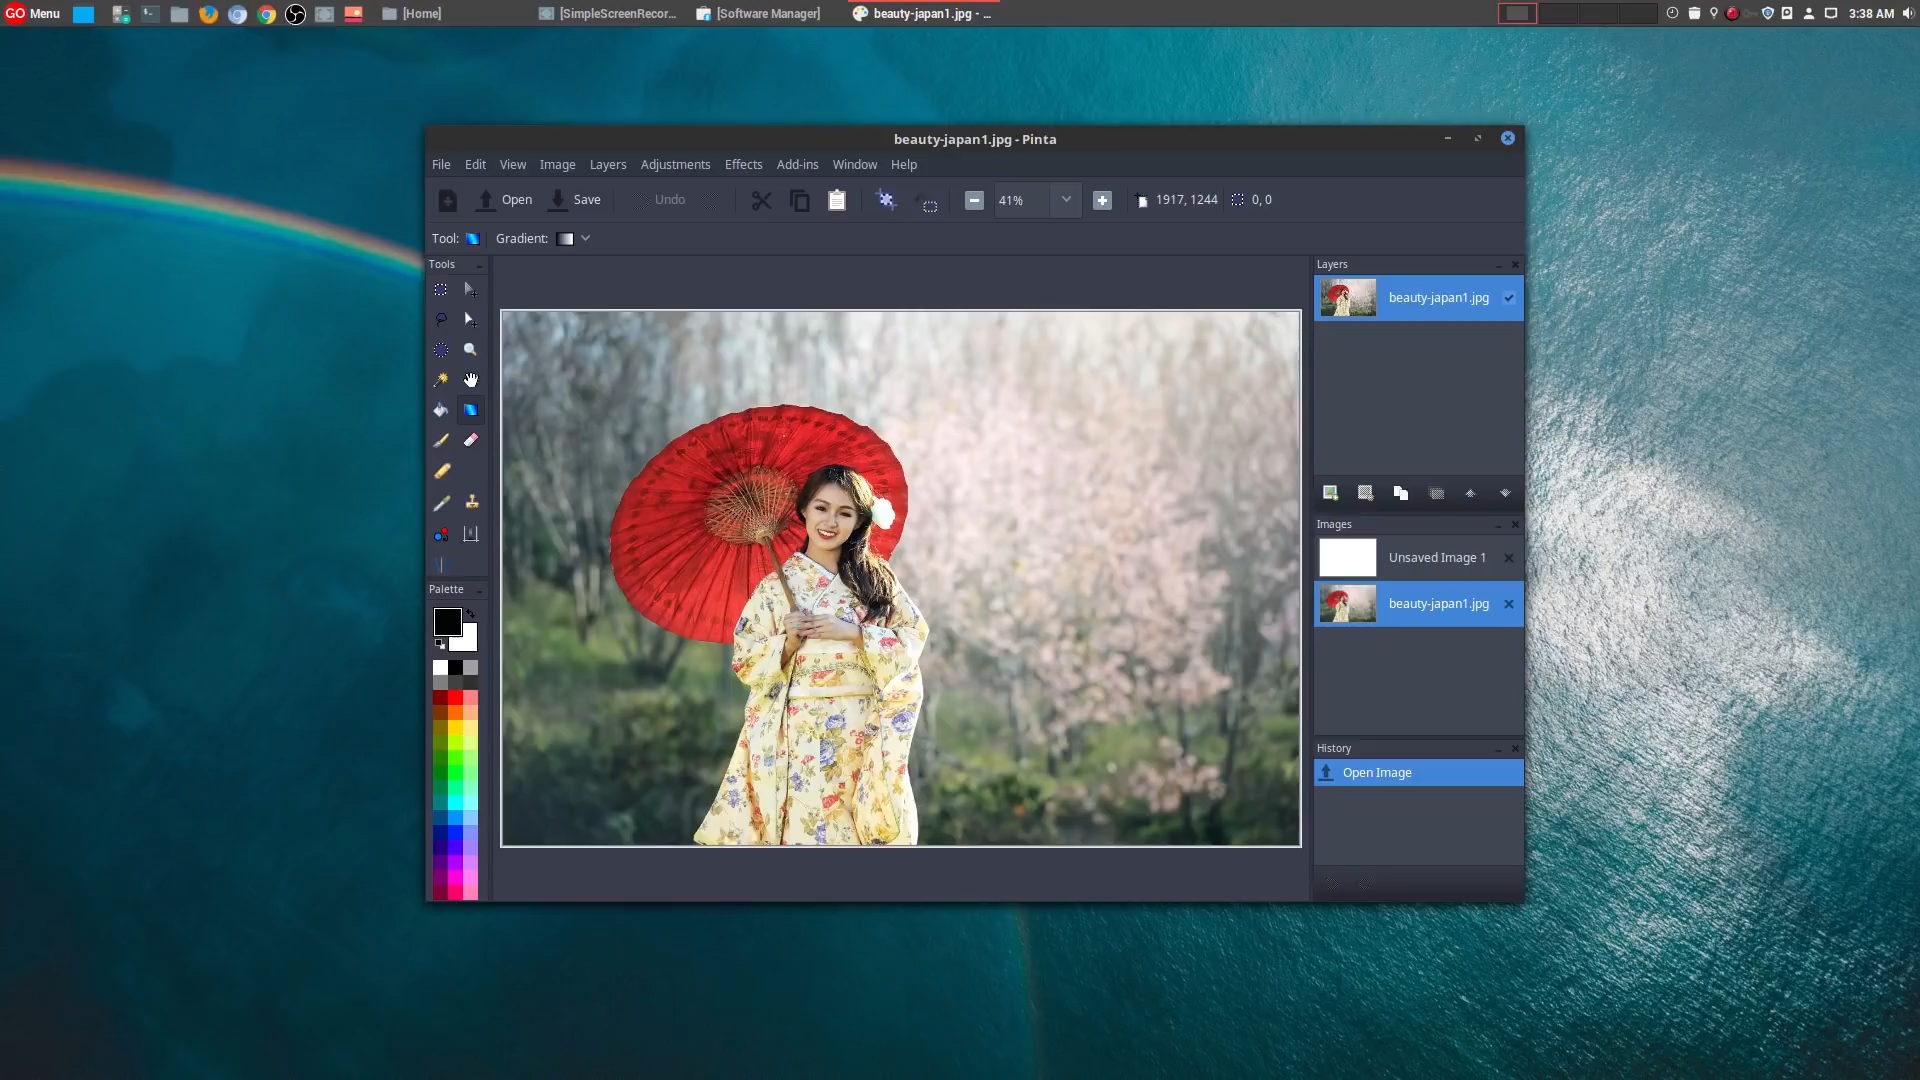 GO Menu [Home] [SimpleScreenRecor... [Software Manager] beauty-japan1.jpg - ... 3:38 AM
beauty-japan1.jpg - Pinta
File Edit View Image Layers Adjustments Effects Add-ins Window Help
Open Save Undo 41% 1917, 1244 0, 0
Tool: Gradient:
Tools
Layers
beauty-japan1.jpg
Images
Unsaved Image 1
beauty-japan1.jpg
Palette
History
Open Image